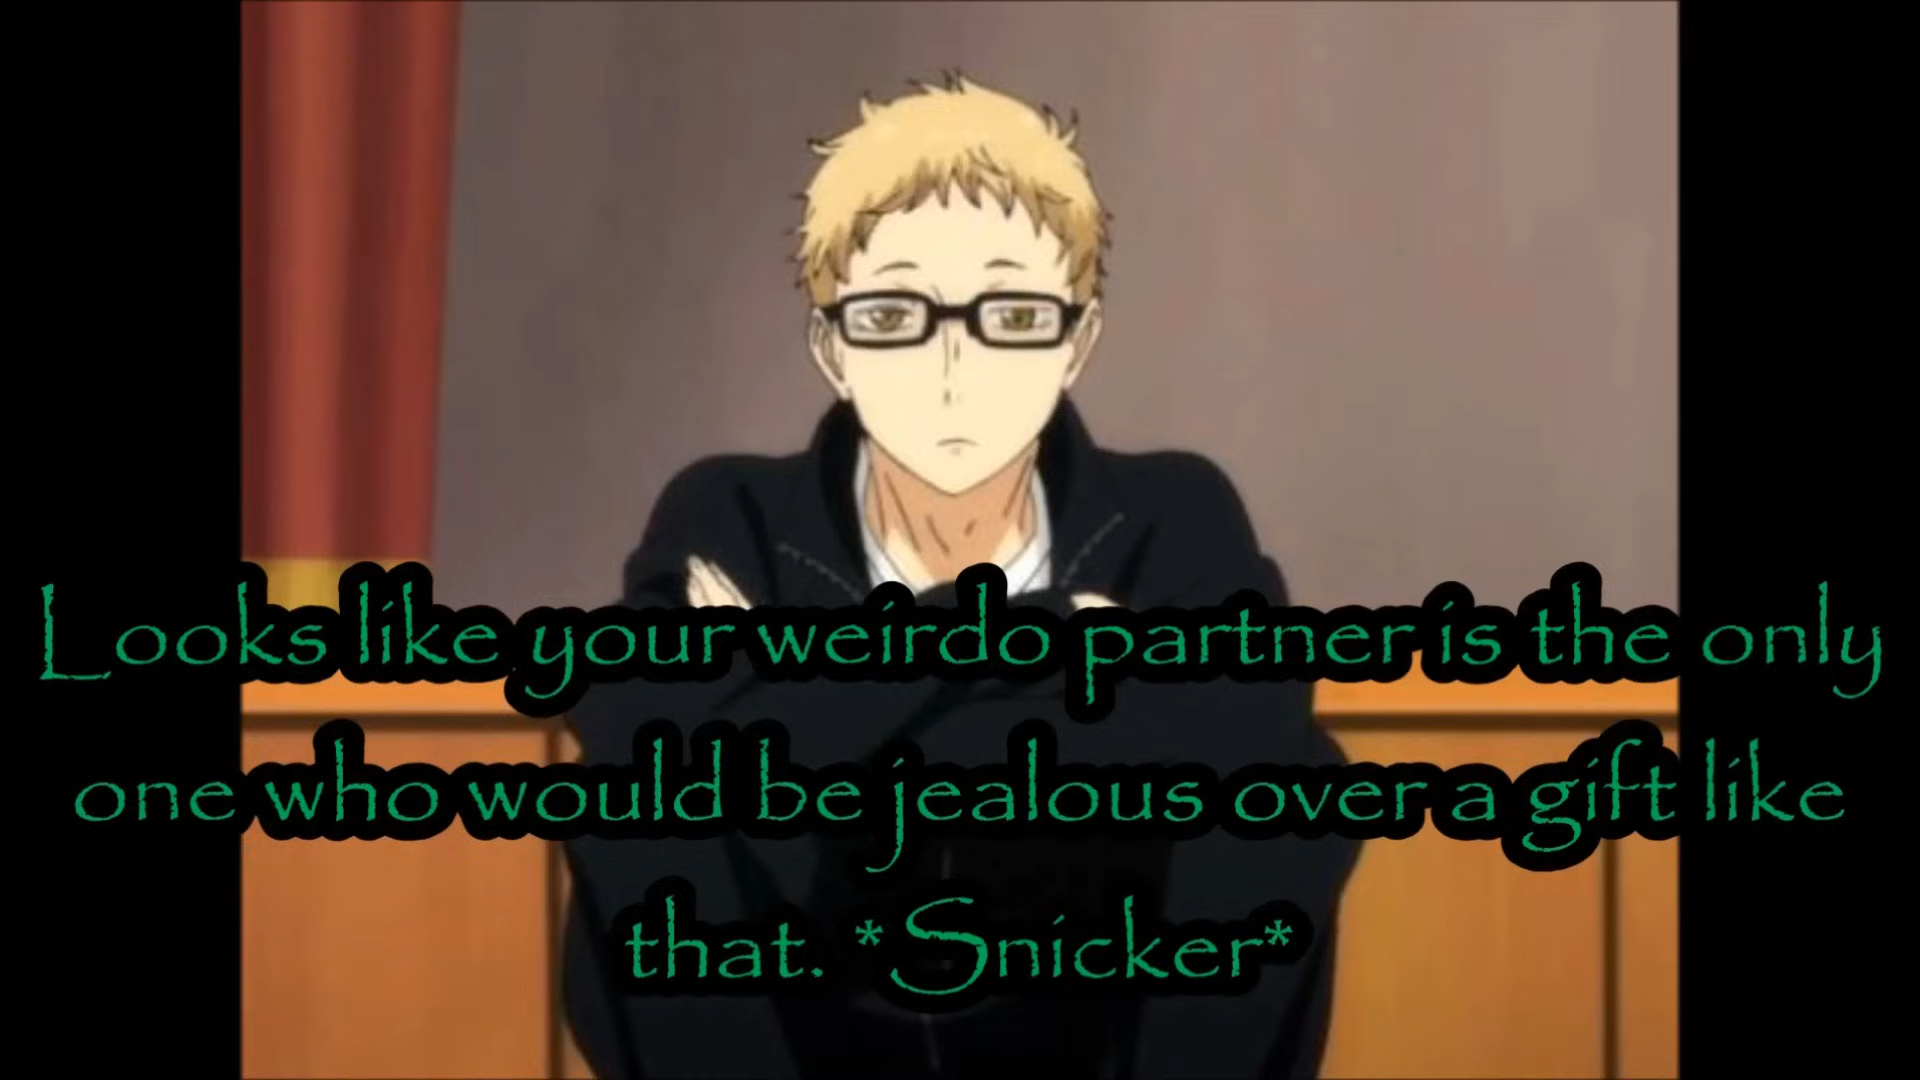 Looks like your weirdo partner is the only
one who would be jealous over a gift like
that. *Snicker*